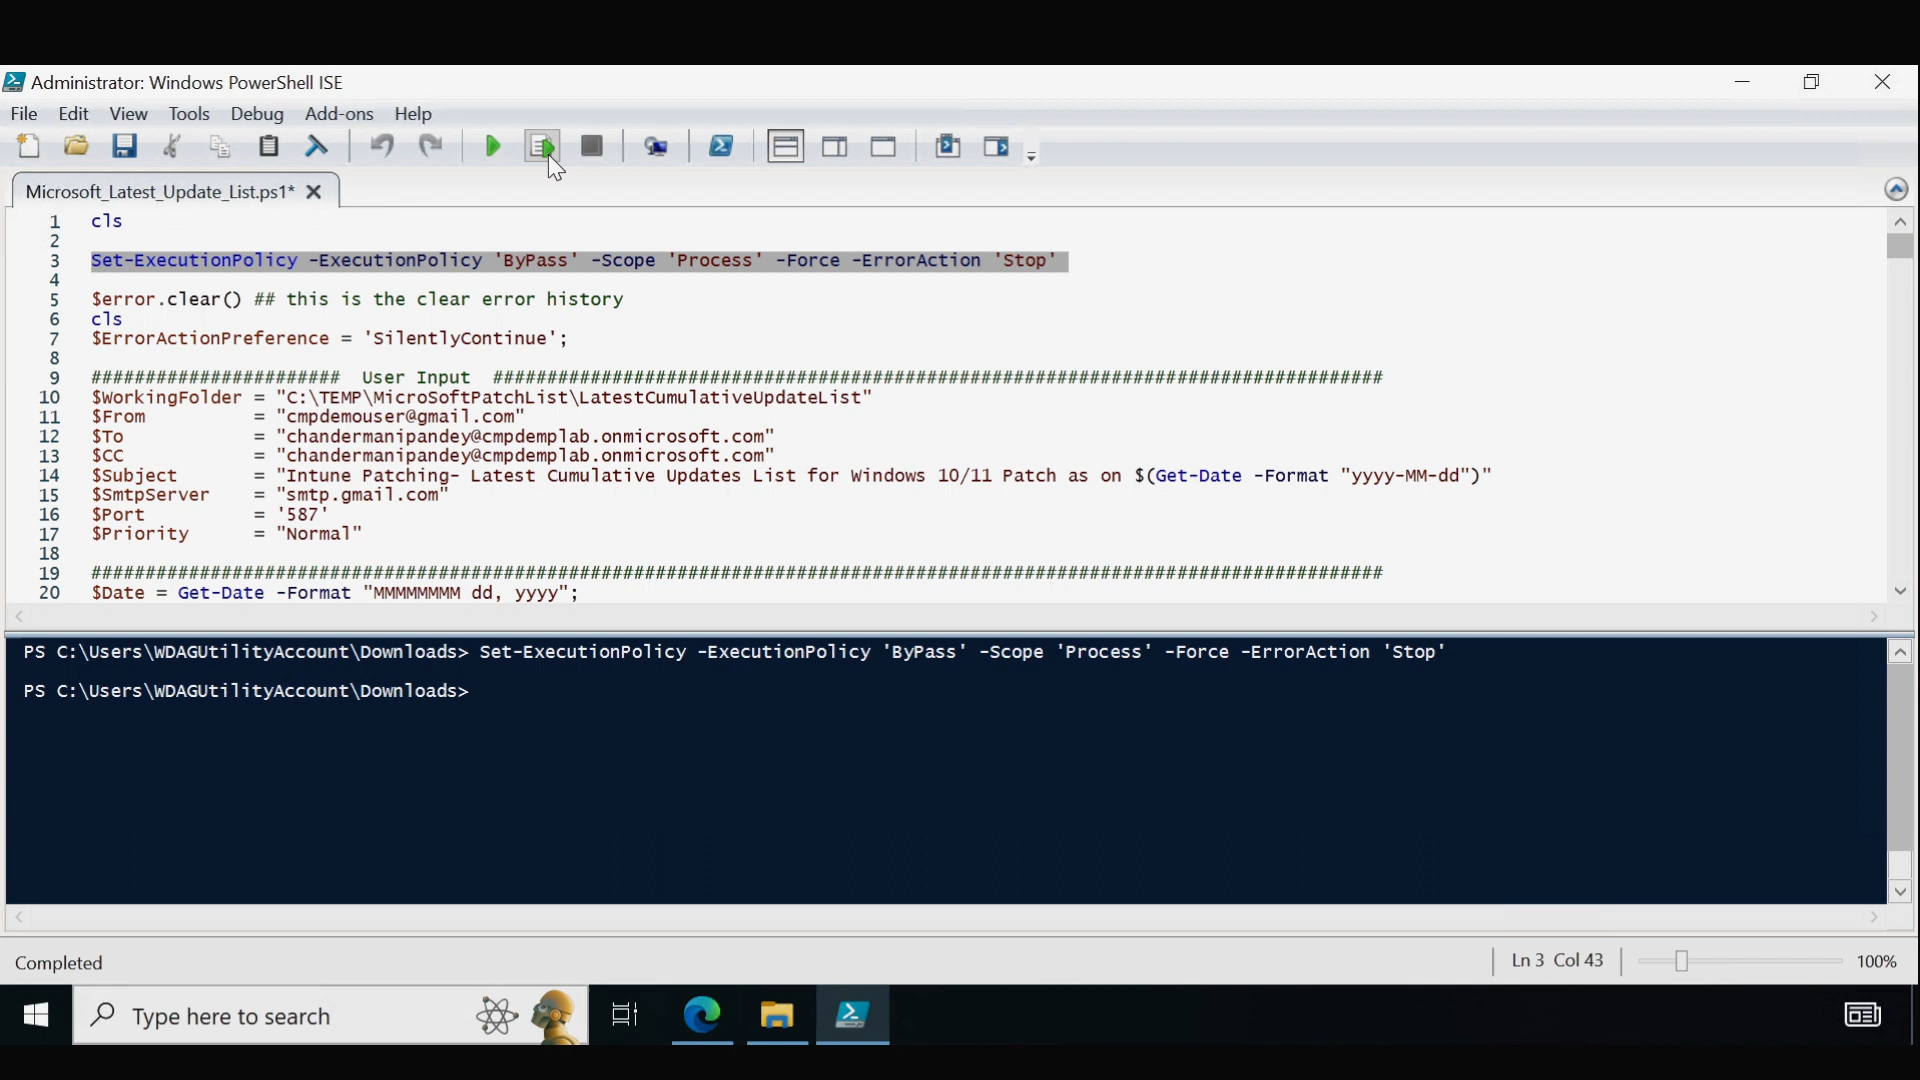 Administrator: Windows PowerShell ISE
File Edit View Tools Debug Add-ons Help
Microsoft_Latest_Update_List.ps1*
1 cls
2
3 Set-ExecutionPolicy -ExecutionPolicy 'ByPass' -Scope 'Process' -Force -ErrorAction 'Stop'
4
5 $error.clear() ## this is the clear error history
6 cls
7 $ErrorActionPreference = 'SilentlyContinue';
8
9 ####################### User Input ##################################################################################
10 $WorkingFolder = "C:\TEMP\MicroSoftPatchList\LatestCumulativeUpdateList"
11 $From = "cmpdemouser@gmail.com"
12 $To = "chandermanipandey@cmpdemplab.onmicrosoft.com"
13 $CC = "chandermanipandey@cmpdemplab.onmicrosoft.com"
14 $Subject = "Intune Patching- Latest Cumulative Updates List for Windows 10/11 Patch as on $(Get-Date -Format "yyyy-MM-dd")"
15 $SmtpServer = "smtp.gmail.com"
16 $Port = '587'
17 $Priority = "Normal"
18
19 #######################################################################################################################
20 $Date = Get-Date -Format "MMMMMMMM dd, yyyy";
PS C:\Users\WDAGUtilityAccount\Downloads> Set-ExecutionPolicy -ExecutionPolicy 'ByPass' -Scope 'Process' -Force -ErrorAction 'Stop'
PS C:\Users\WDAGUtilityAccount\Downloads>
Completed
Ln 3 Col 43
100%
Type here to search